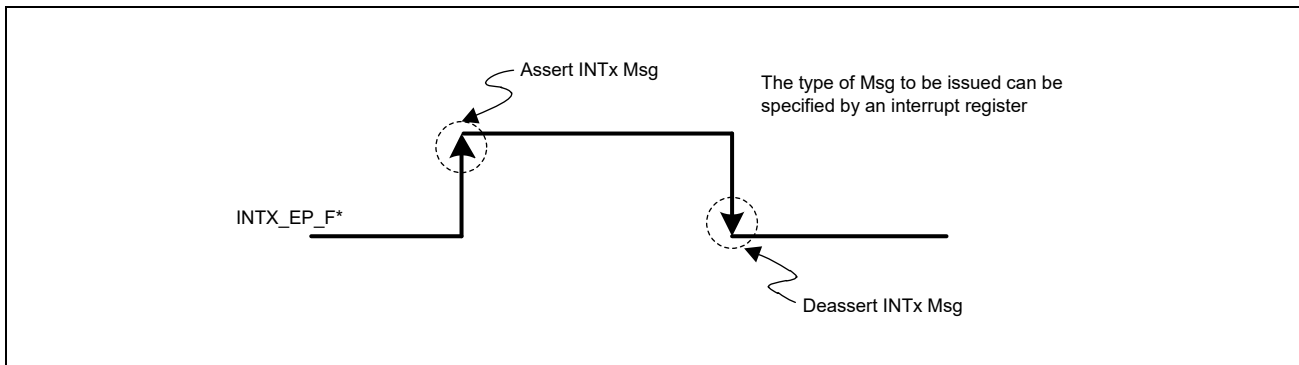 Assert INTx Msg
The type of Msg to be issued can be
specified by an interrupt register
INTX_EP_F*
Deassert INTx Msg